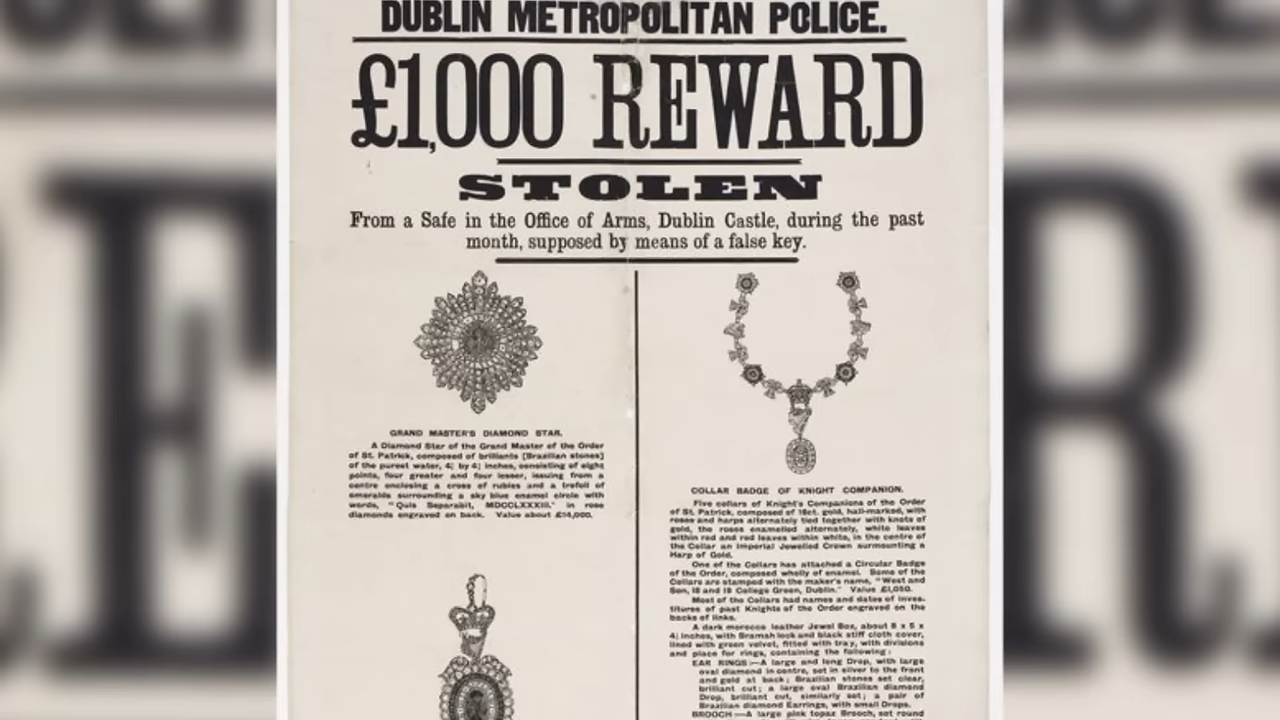 DUBLIN METROPOLITAN POLICE.
£1,000 REWARD
STOLEN
From a Safe in the Office of Arms, Dublin Castle, during the past
month, supposed by means of a false key.
GRAND MASTER'S DIAMOND STAR.
A Diamond Star of the Grand Master of the Order
of St. Patrick, composed of brilliants [Brazilian stones]
of the purest water, 4¾ by 4¼ inches, consisting of eight
points, four greater and four lesser, issuing from a
centre enclosing a cross of rubies and a trefoil of
emeralds surrounding a sky blue enamel circle with
words, "Quis Separabit, MDCCLXXXIII." in rose
diamonds engraved on back. Value about £14,000.
COLLAR BADGE OF KNIGHT COMPANION.
Five collars of Knight's Companions of the Order
of St. Patrick, composed of 18ct. gold, hall-marked, with
roses and harps alternately tied together with knots of
gold, the roses enamelled alternately, white leaves
within red and red leaves within white, in the centre of
the Collar an Imperial Jewelled Crown surmounting a
Harp of Gold.
One of the Collars has attached a Circular Badge
of the Order, composed wholly of enamel. Some of the
Collars are stamped with the maker's name, "West and
Son, 18 and 19 College Green, Dublin." Value £1,050.
Most of the Collars had names and dates of inves-
titures of past Knights of the Order engraved on the
backs of links.
A dark morocco leather Jewel Box, about 8 x 5 x
inches, with Bramah lock and black stiff cloth cover,
lined with green velvet, fitted with tray, with divisions
and place for rings, containing the following:
EAR RINGS:—A large and long Drop, with large
oval diamond in centre, set in silver to the front
and gold at back; Brazilian stones set clear,
brilliant cut; a large oval Brazilian diamond
Drop, brilliant cut, similarly set; a pair of
Brazilian diamond Earrings, with small Drops.
BROOCH:—A large pink topaz Brooch, set round